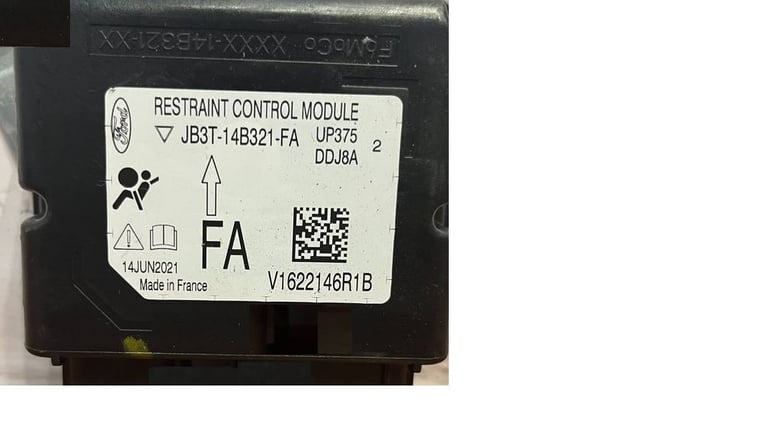 FoMoCo XXXX-14B321-XX
Ford
RESTRAINT CONTROL MODULE
JB3T-14B321-FA
UP375
DDJ8A
2
FA
14JUN2021
Made in France
V1622146R1B